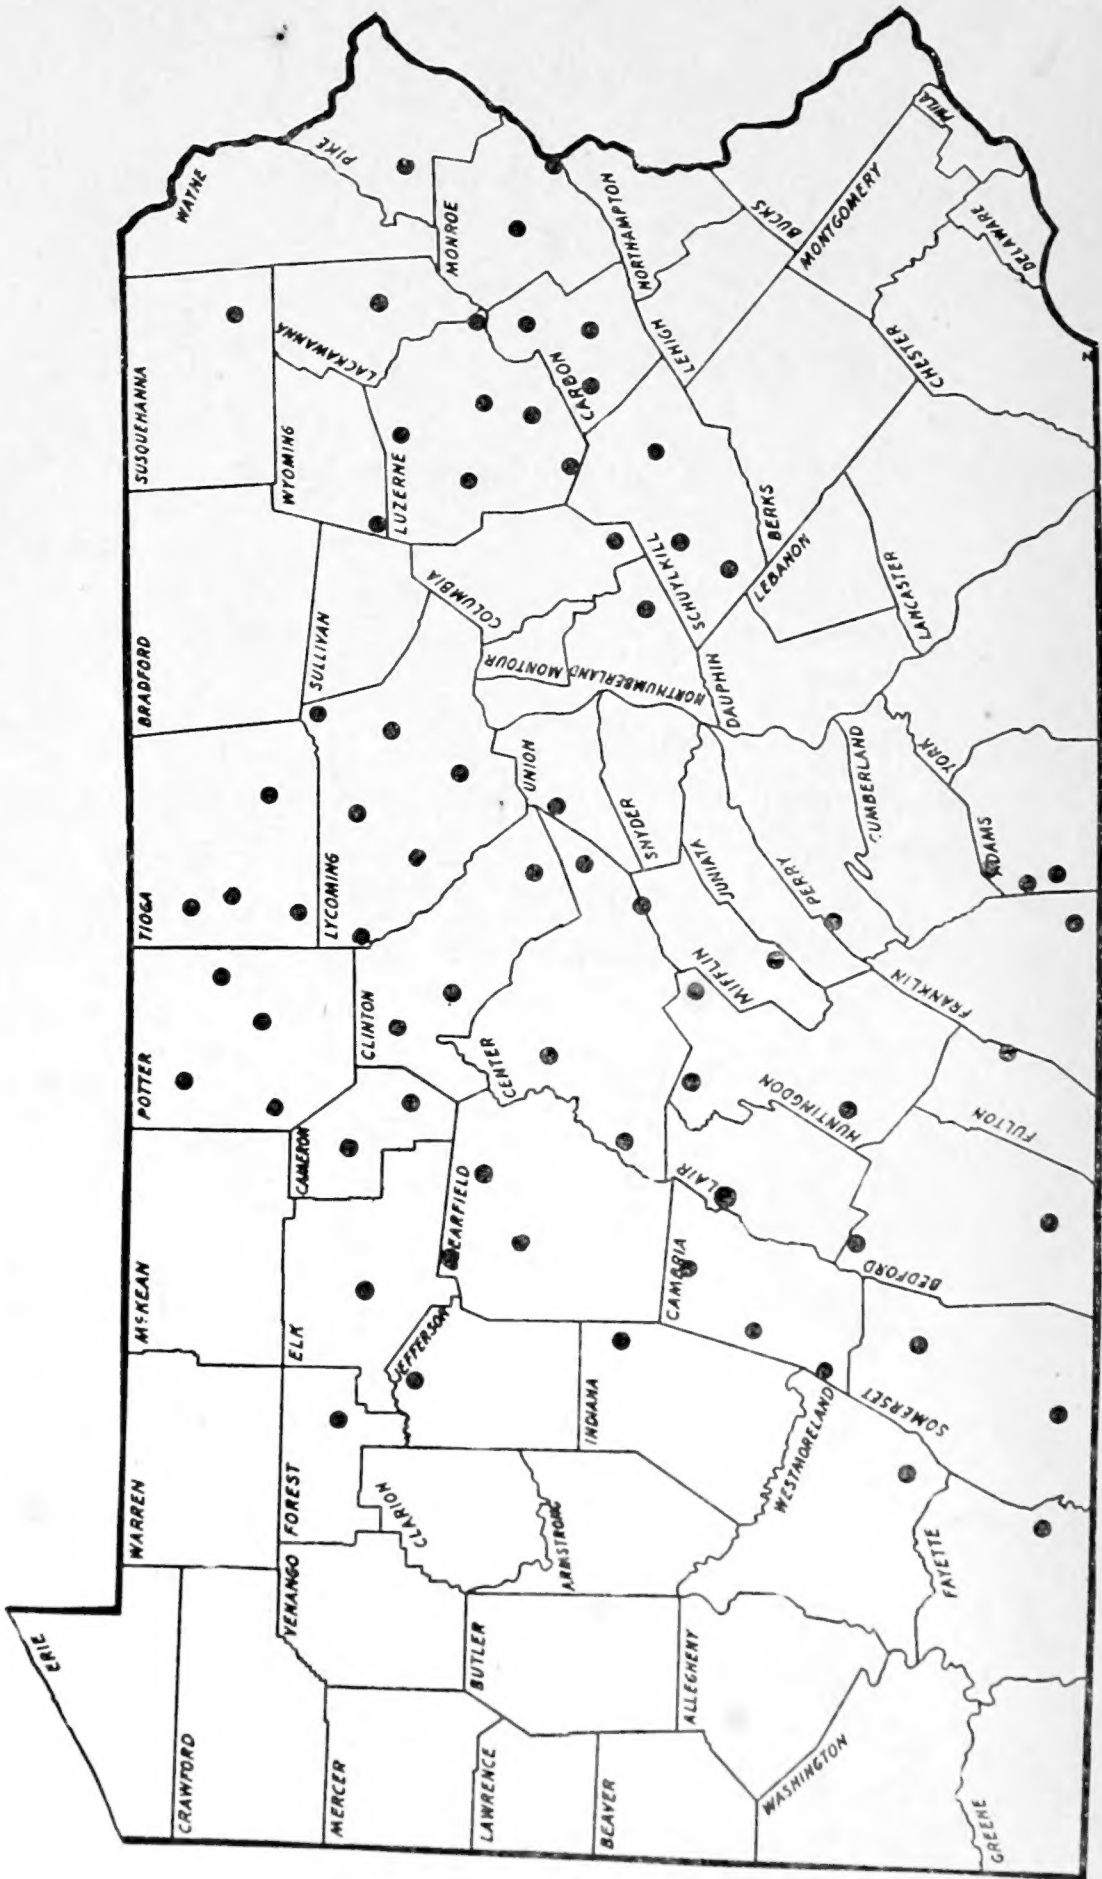 ERIE
CRAWFORD
WARREN
McKEAN
POTTER
TIOGA
BRADFORD
SUSQUEHANNA
WAYNE
MERCER
VENANGO
FOREST
ELK
CAMERON
CLINTON
LYCOMING
SULLIVAN
WYOMING
LACKAWANNA
PIKE
LAWRENCE
BUTLER
CLARION
JEFFERSON
EARFIELD
CENTER
UNION
MONTOUR
COLUMBIA
LUZERNE
MONROE
BEAVER
ARMSTRONG
INDIANA
CAMBRIA
LAIR
HUNTINGDON
MIFFLIN
JUNIATA
SNYDER
NORTHUMBERLAND
SCHUYLKILL
CARBON
NORTHAMPTON
LEHIGH
ALLEGHENY
WESTMORELAND
PERRY
DAUPHIN
LEBANON
BERKS
BUCKS
MONTGOMERY
WASHINGTON
SOMERSET
BEDFORD
CUMBERLAND
LANCASTER
CHESTER
PHILA
DELAWARE
GREENE
FAYETTE
FULTON
FRANKLIN
ADAMS
YORK